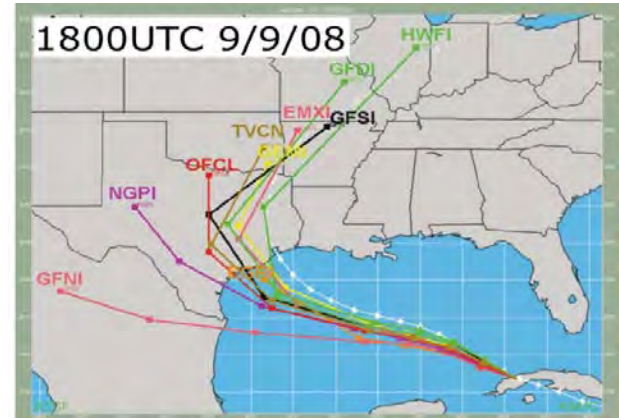 1800UTC 9/9/08
HWFI
GFDI
EMXI
GFSI
TVCN
OFCL
NGPI
GFNI